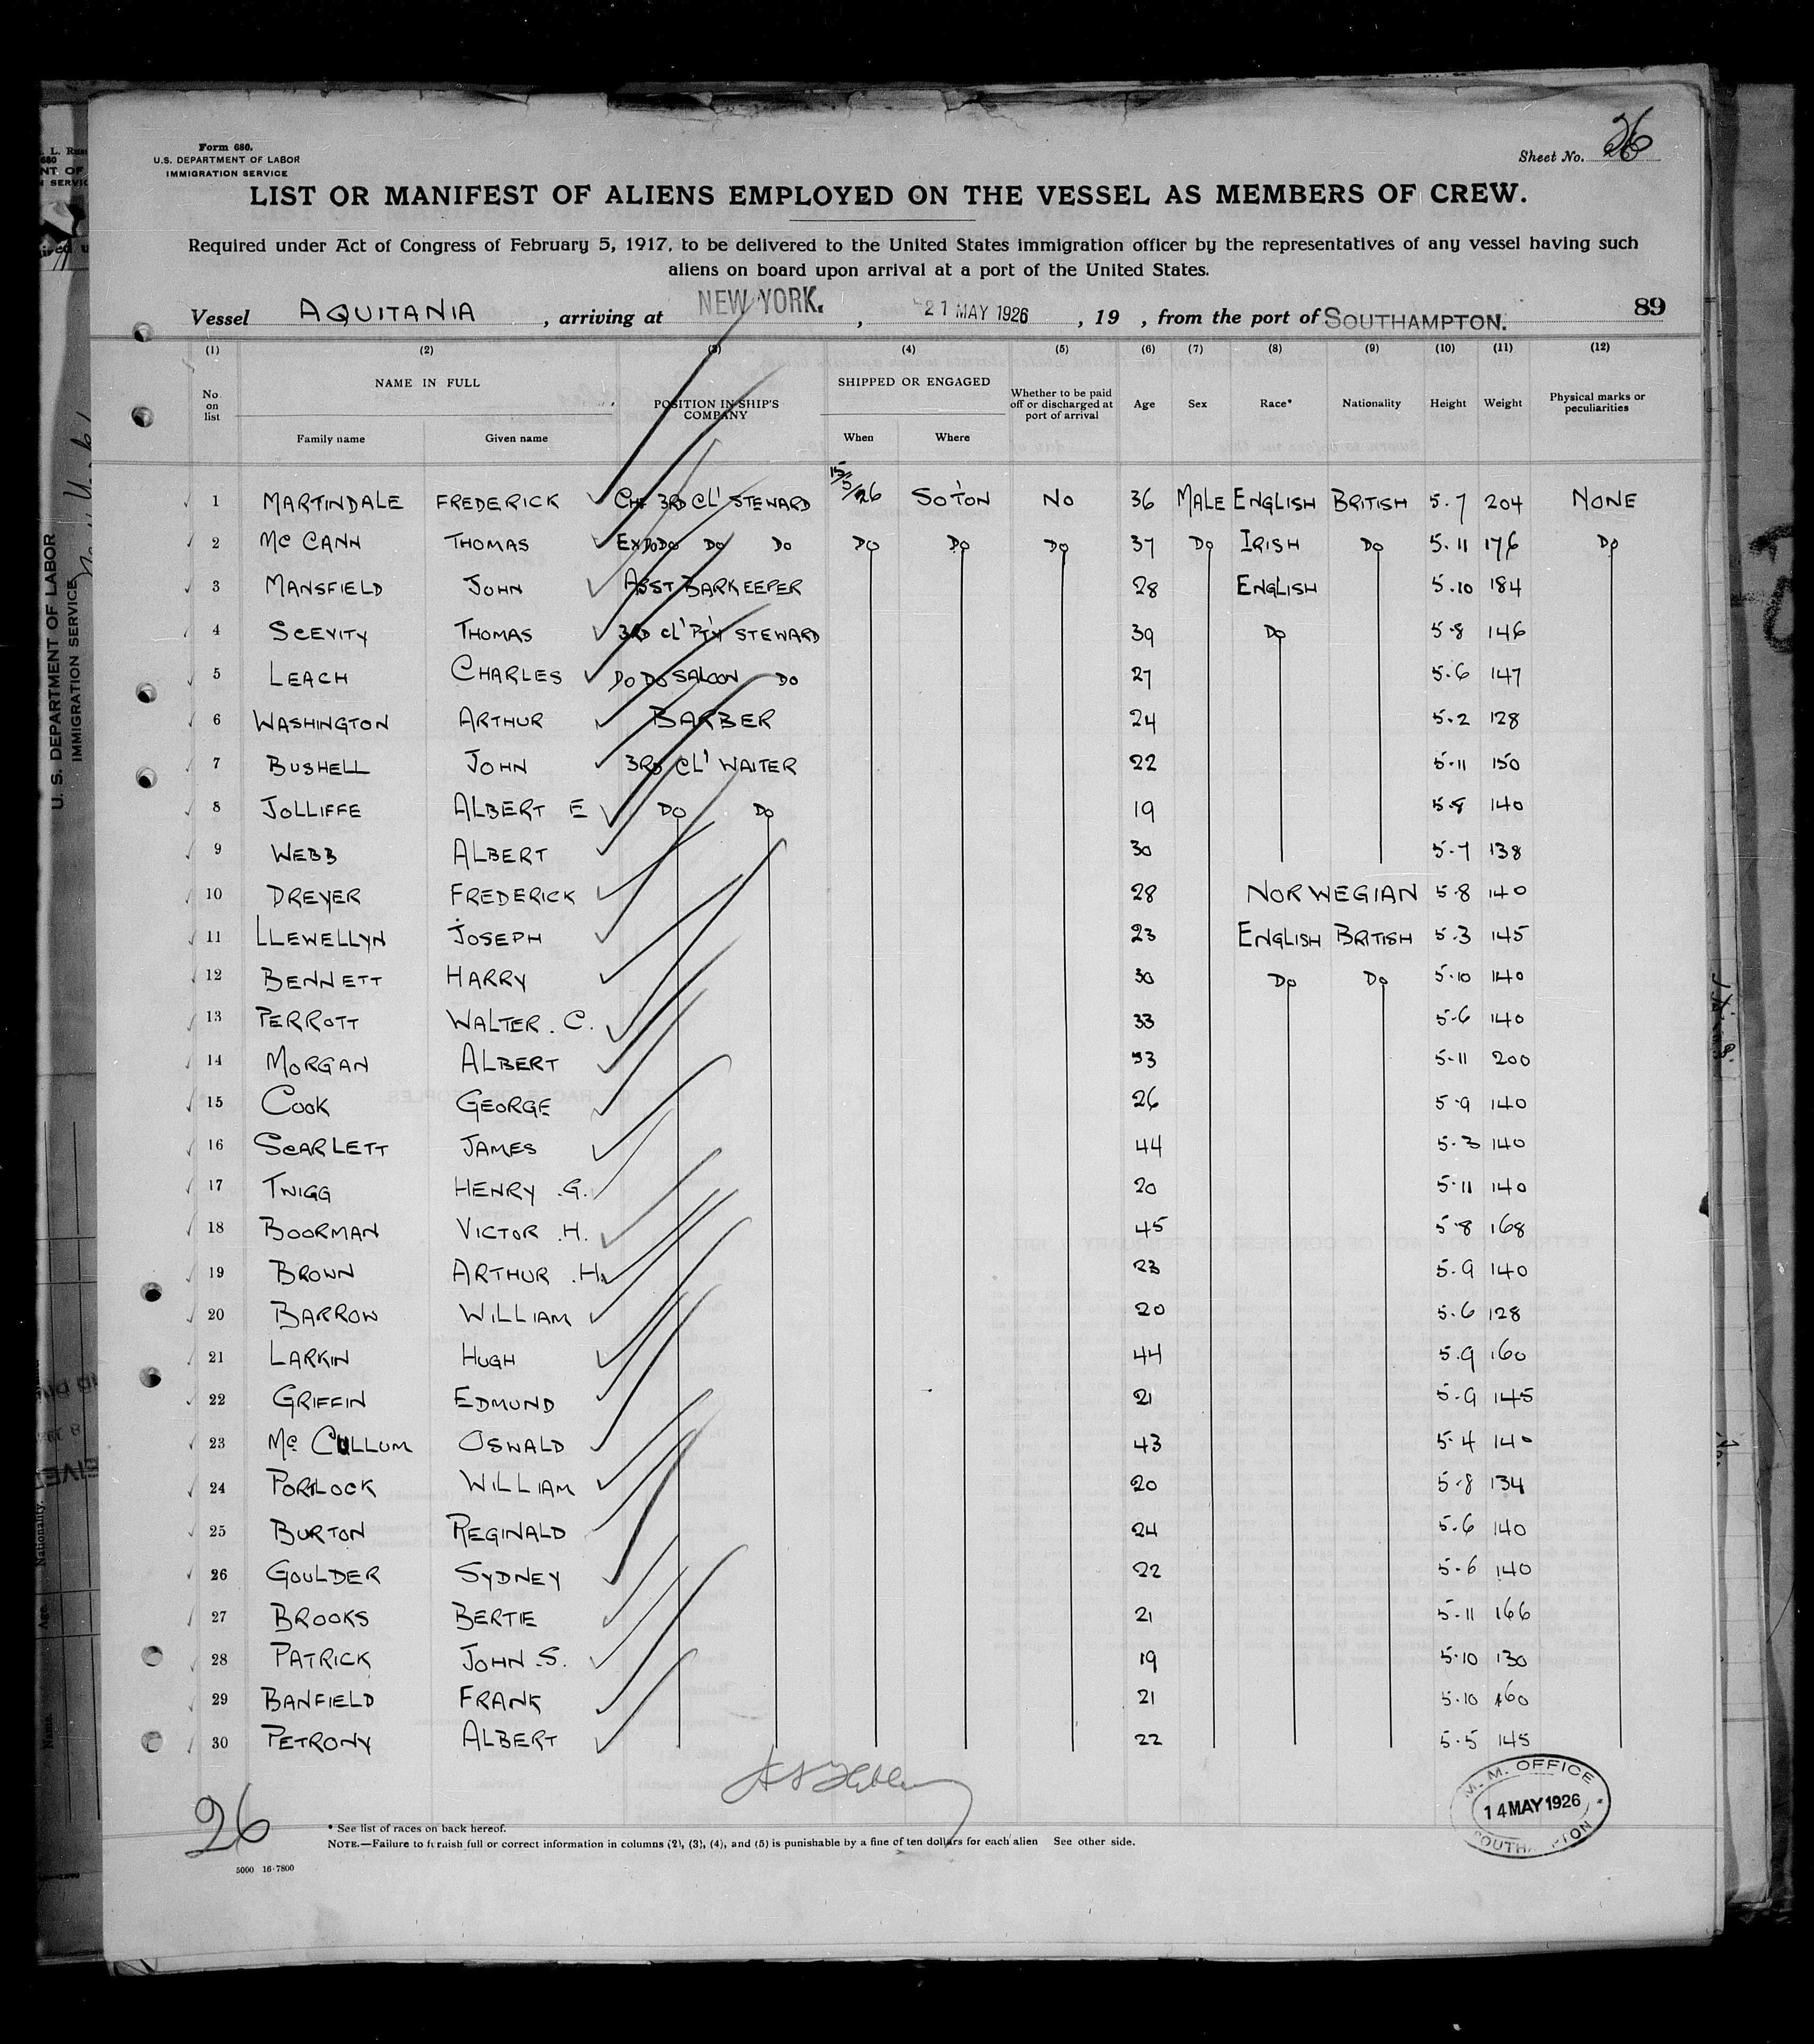 Form 680.
U.S. DEPARTMENT OF LABOR
IMMIGRATION SERVICE
Sheet No. 26
LIST OR MANIFEST OF ALIENS EMPLOYED ON THE VESSEL AS MEMBERS OF CREW.
Required under Act of Congress of February 5, 1917, to be delivered to the United States immigration officer by the representatives of any vessel having such
aliens on board upon arrival at a port of the United States.
Vessel AQUITANIA, arriving at NEW YORK., 21 MAY 1926, 19 , from the port of SOUTHAMPTON. 89
(1) (2) (3) (4) (5) (6) (7) (8) (9) (10) (11) (12)
No. on list NAME IN FULL Family name Given name POSITION IN SHIP'S COMPANY SHIPPED OR ENGAGED When Where Whether to be paid off or discharged at port of arrival Age Sex Race* Nationality Height Weight Physical marks or peculiarities
1 MARTINDALE FREDERICK CHF 3RD CL' STEWARD 15/5/26 SO'TON NO 36 MALE ENGLISH BRITISH 5.7 204 NONE
2 Mc CANN THOMAS EX DO DO DO DO DO DO DO 37 DO IRISH DO 5.11 176 DO
3 MANSFIELD JOHN ASST BARKEEPER 28 ENGLISH 5.10 184
4 SCEVITY THOMAS 3RD CL' P'T'Y STEWARD 39 DO 5.8 146
5 LEACH CHARLES DO DO SALOON DO 27 5.6 147
6 WASHINGTON ARTHUR BARBER 24 5.2 128
7 BUSHELL JOHN 3RD CL' WAITER 22 5.11 150
8 JOLLIFFE ALBERT E DO DO 19 5.8 140
9 WEBB ALBERT 30 5.7 138
10 DREYER FREDERICK 28 NORWEGIAN 5.8 140
11 LLEWELLYN JOSEPH 23 ENGLISH BRITISH 5.3 145
12 BENNETT HARRY 30 DO DO 5.10 140
13 PERROTT WALTER. C. 33 5.6 140
14 MORGAN ALBERT 33 5.11 200
15 COOK GEORGE 26 5.9 140
16 SCARLETT JAMES 44 5.3 140
17 TWIGG HENRY .G. 20 5.11 140
18 BOORMAN VICTOR .H. 45 5.8 168
19 BROWN ARTHUR .H. 23 5.9 140
20 BARROW WILLIAM 20 5.6 128
21 LARKIN HUGH 44 5.9 160
22 GRIFFIN EDMUND 21 5.9 145
23 Mc CULLUM OSWALD 43 5.4 140
24 PORLOCK WILLIAM 20 5.8 134
25 BURTON REGINALD 24 5.6 140
26 GOULDER SYDNEY 22 5.6 140
27 BROOKS BERTIE 21 5.11 166
28 PATRICK JOHN .S. 19 5.10 130
29 BANFIELD FRANK 21 5.10 160
30 PETRONY ALBERT 22 5.5 145
M. M. OFFICE
14 MAY 1926
SOUTHAMPTON
26
* See list of races on back hereof.
NOTE.—Failure to furnish full or correct information in columns (2), (3), (4), and (5) is punishable by a fine of ten dollars for each alien See other side.
5000 16-7800
U. S. DEPARTMENT OF LABOR
IMMIGRATION SERVICE